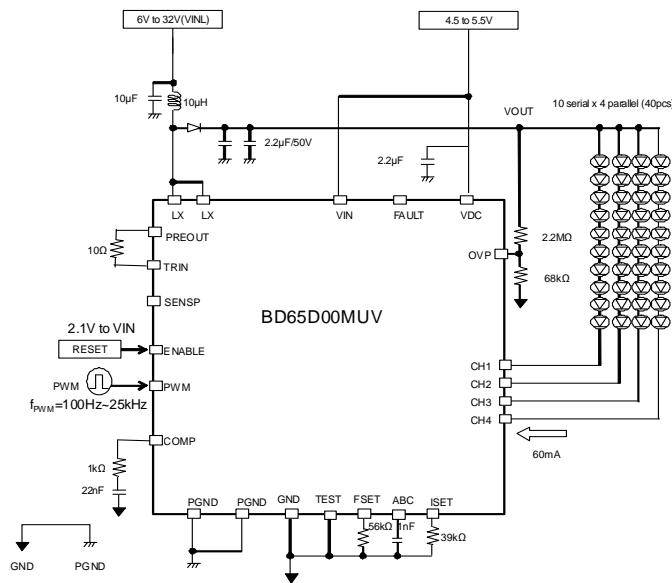 6V to 32V(VINL)
4.5 to 5.5V
10μF
10μH
VOUT
10 serial x 4 parallel (40pcs)
2.2μF/50V
2.2μF
LX
LX
VIN
FAULT
VDC
PREOUT
10Ω
TRIN
OVP
2.2MΩ
68kΩ
SENSP
BD65D00MUV
2.1V to VIN
RESET
ENABLE
PWM
PWM
fPWM=100Hz~25kHz
CH1
CH2
CH3
CH4
60mA
COMP
1kΩ
22nF
PGND
PGND
GND
TEST
FSET
ABC
ISET
56kΩ
1nF
39kΩ
GND
PGND